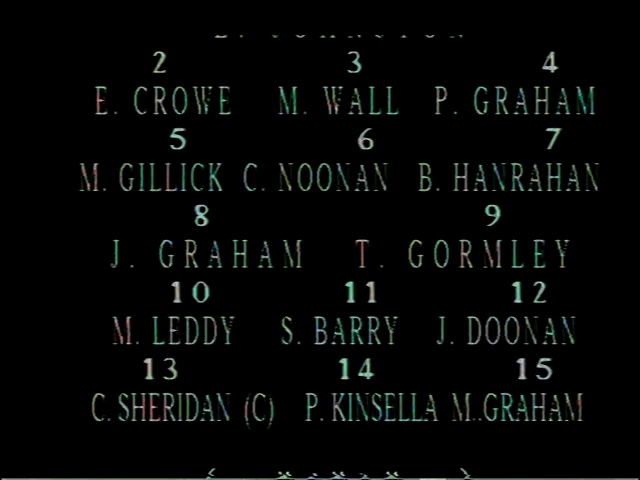 2 3 4
E. CROWE M. WALL P. GRAHAM
5 6 7
M. GILLICK C. NOONAN B. HANRAHAN
8 9
J. GRAHAM T. GORMLEY
10 11 12
M. LEDDY S. BARRY J. DOONAN
13 14 15
C. SHERIDAN (C) P. KINSELLA M..GRAHAM